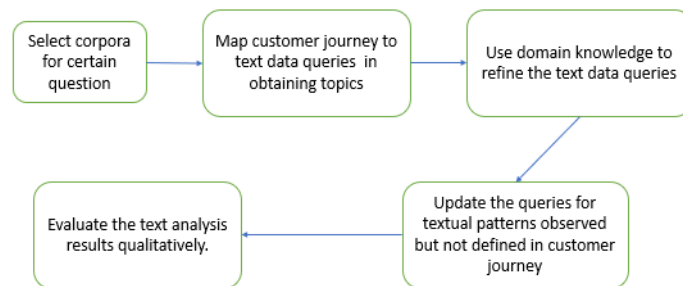 Select corpora
for certain
question
Map customer journey to
text data queries in
obtaining topics
Use domain knowledge to
refine the text data queries
Update the queries for
textual patterns observed
but not defined in customer
journey
Evaluate the text analysis
results qualitatively.